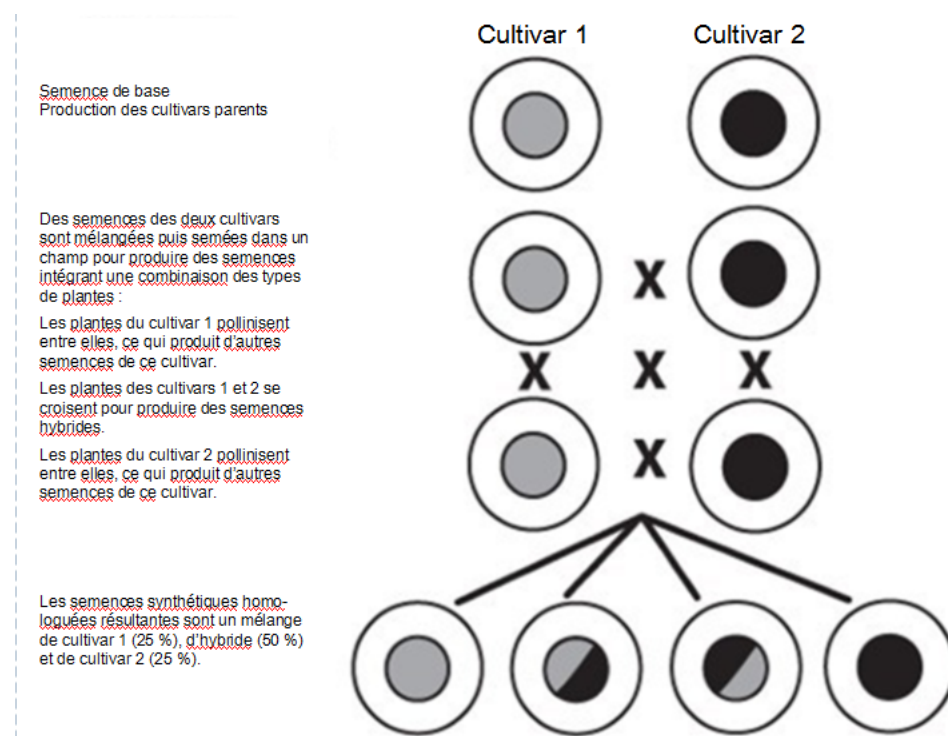 Cultivar 1
Cultivar 2
Semence de base
Production des cultivars parents
Des semences des deux cultivars
sont mélangées puis semées dans un
champ pour produire des semences
intégrant une combinaison des types
de plantes :
Les plantes du cultivar 1 pollinisent
entre elles, ce qui produit d'autres
semences de ce cultivar.
Les plantes des cultivars 1 et 2 se
croisent pour produire des semences
hybrides.
Les plantes du cultivar 2 pollinisent
entre elles, ce qui produit d'autres
semences de ce cultivar.
X
X X X
X
Les semences synthétiques homo-
loguées résultantes sont un mélange
de cultivar 1 (25 %), d'hybride (50 %)
et de cultivar 2 (25 %).